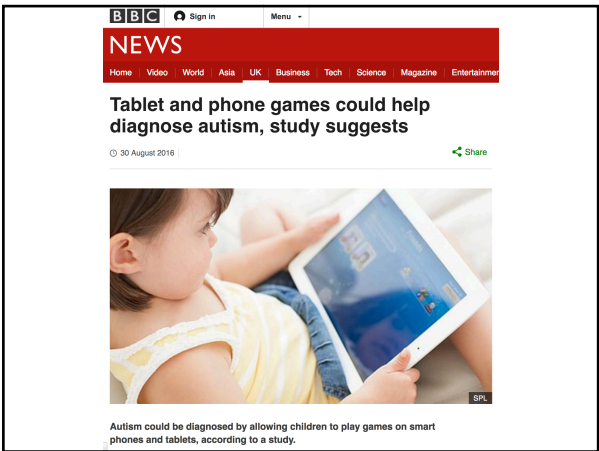 BBC Sign in Menu
NEWS
Home Video World Asia UK Business Tech Science Magazine Entertainmen
Tablet and phone games could help
diagnose autism, study suggests
30 August 2016 Share
SPL
Autism could be diagnosed by allowing children to play games on smart
phones and tablets, according to a study.